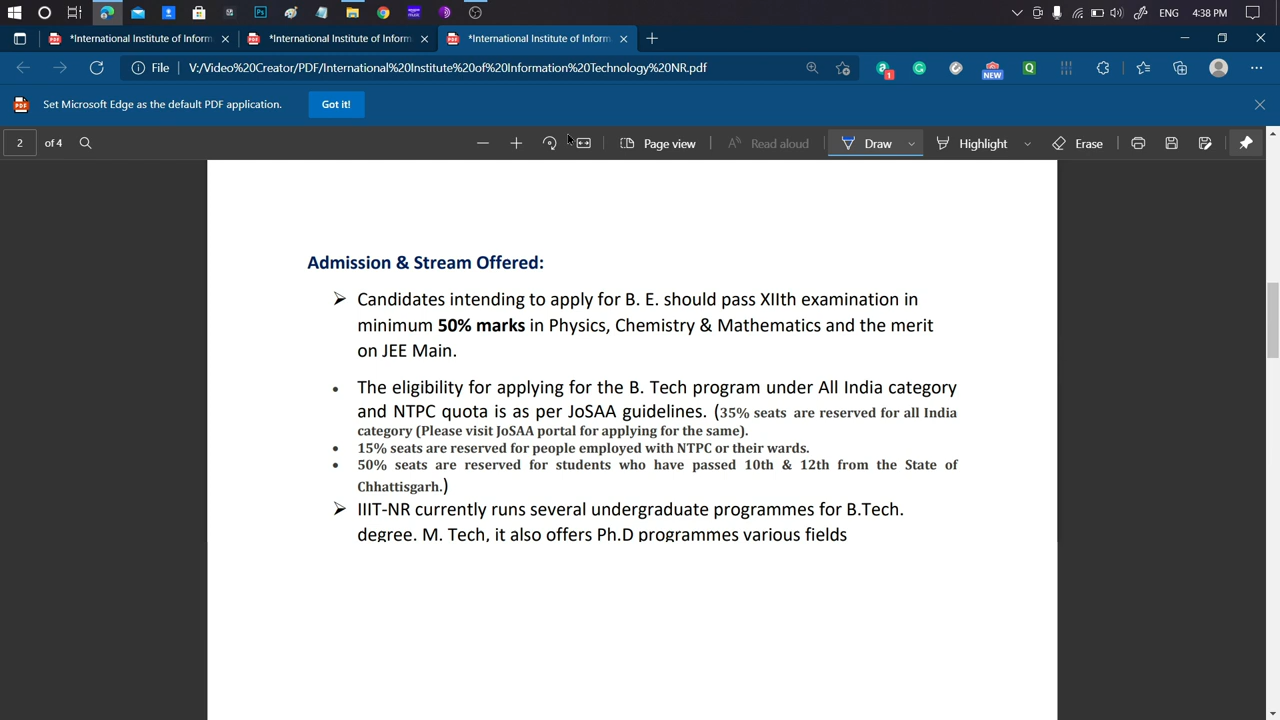 ENG 4:38 PM
*International Institute of Inform
*International Institute of Inform
*International Institute of Inform
File V:/Video%20Creator/PDF/International%20Institute%20of%20Information%20Technology%20NR.pdf
1
NEW
Set Microsoft Edge as the default PDF application. Got it!
2 of 4 Page view Read aloud Draw Highlight Erase
Admission & Stream Offered:
Candidates intending to apply for B. E. should pass XIIth examination in
minimum 50% marks in Physics, Chemistry & Mathematics and the merit
on JEE Main.
The eligibility for applying for the B. Tech program under All India category
and NTPC quota is as per JoSAA guidelines. (35% seats are reserved for all India
category (Please visit JoSAA portal for applying for the same).
15% seats are reserved for people employed with NTPC or their wards.
50% seats are reserved for students who have passed 10th & 12th from the State of
Chhattisgarh.)
IIIT-NR currently runs several undergraduate programmes for B.Tech.
degree. M. Tech, it also offers Ph.D programmes various fields